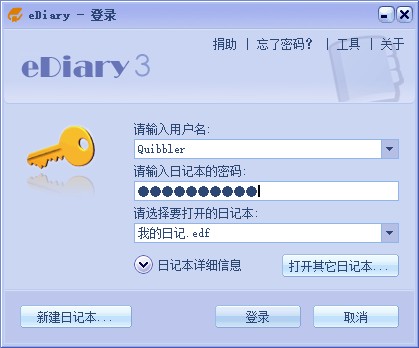 eDiary - 登录
捐助 | 忘了密码? | 工具 | 关于
eDiary 3
请输入用户名:
Quibbler
请输入日记本的密码:
●●●●●●●●●●
请选择要打开的日记本:
我的日记.edf
日记本详细信息 打开其它日记本...
新建日记本... 登录 取消